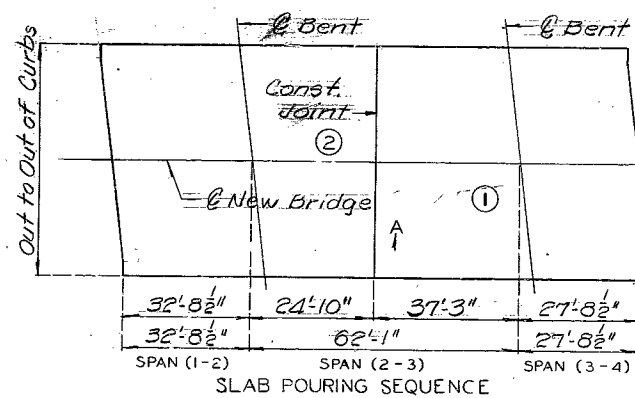 ℄ Bent
℄ Bent
Out to Out of Curbs
Const.
Joint
②
℄ New Bridge
①
A
32'-8½" 24'-10" 37'-3" 27'-8½"
32'-8½" 62'-1" 27'-8½"
SPAN (1-2) SPAN (2-3) SPAN (3-4)
SLAB POURING SEQUENCE